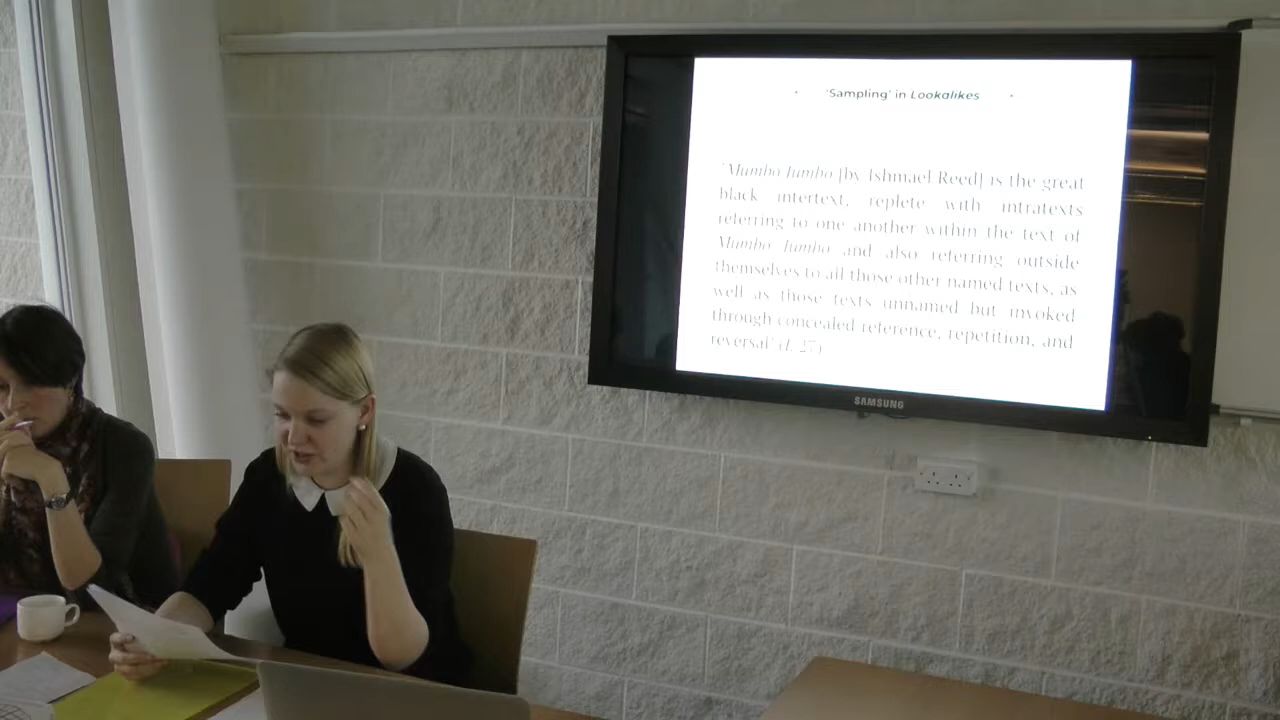 'Sampling' in Lookalikes
'Mumbo Jumbo [by Ishmael Reed] is the great
black intertext, replete with intratexts
referring to one another within the text of
Mumbo Jumbo and also referring outside
themselves to all those other named texts, as
well as those texts unnamed but invoked
through concealed reference, repetition, and
reversal' (L 27)
SAMSUNG